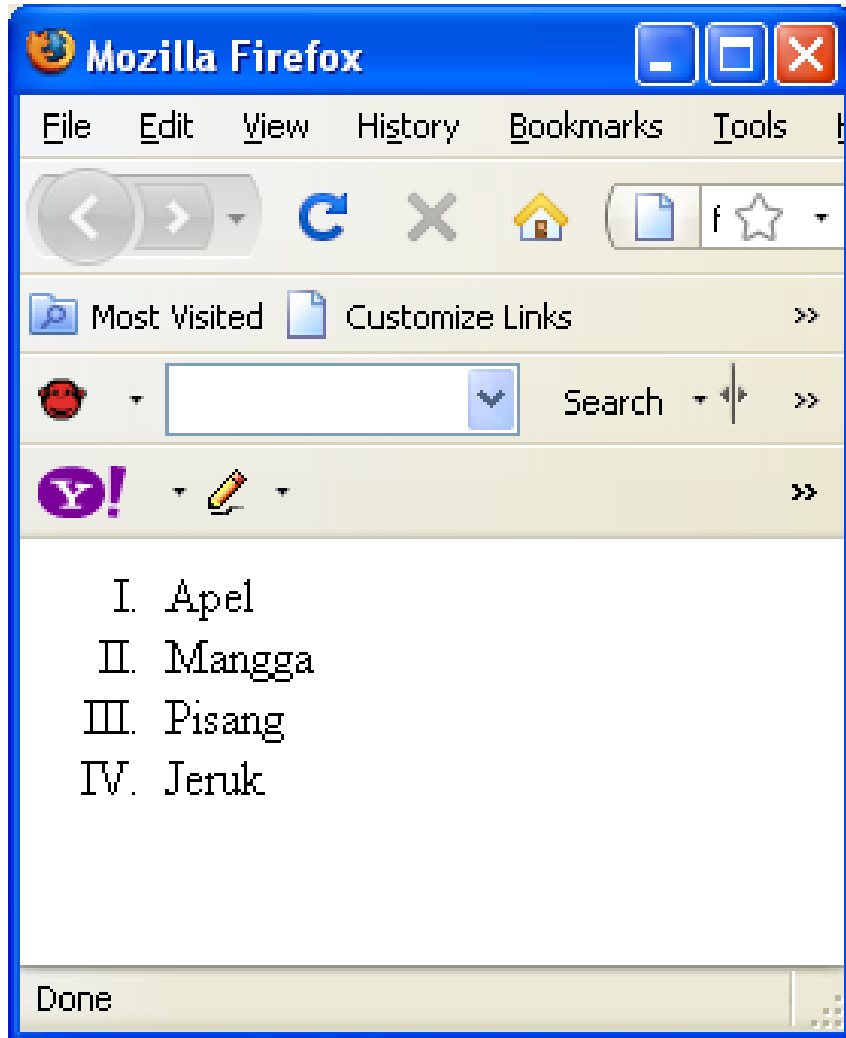 Mozilla Firefox
File Edit View History Bookmarks Tools
f
Most Visited Customize Links »
Search »
Y! »
I. Apel
II. Mangga
III. Pisang
IV. Jeruk
Done